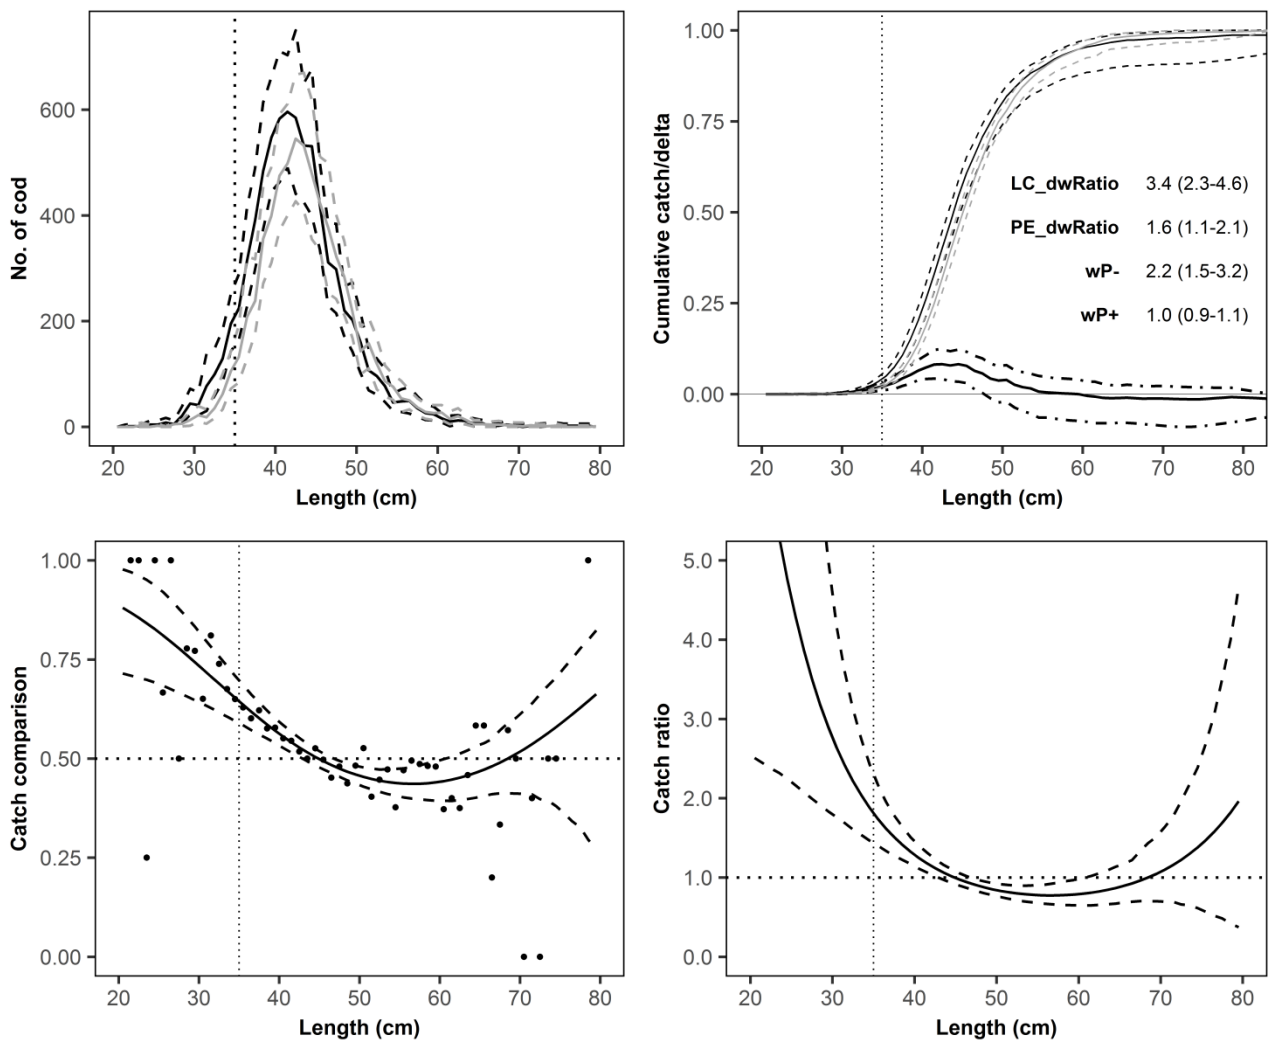 No. of cod
600
400
200
0
20 30 40 50 60 70 80
Length (cm)
Cumulative catch/delta
1.00
0.75
0.50
0.25
0.00
LC_dwRatio 3.4 (2.3-4.6)
PE_dwRatio 1.6 (1.1-2.1)
wP- 2.2 (1.5-3.2)
wP+ 1.0 (0.9-1.1)
20 30 40 50 60 70 80
Length (cm)
Catch comparison
1.00
0.75
0.50
0.25
0.00
20 30 40 50 60 70 80
Length (cm)
Catch ratio
5.0
4.0
3.0
2.0
1.0
0.0
20 30 40 50 60 70 80
Length (cm)